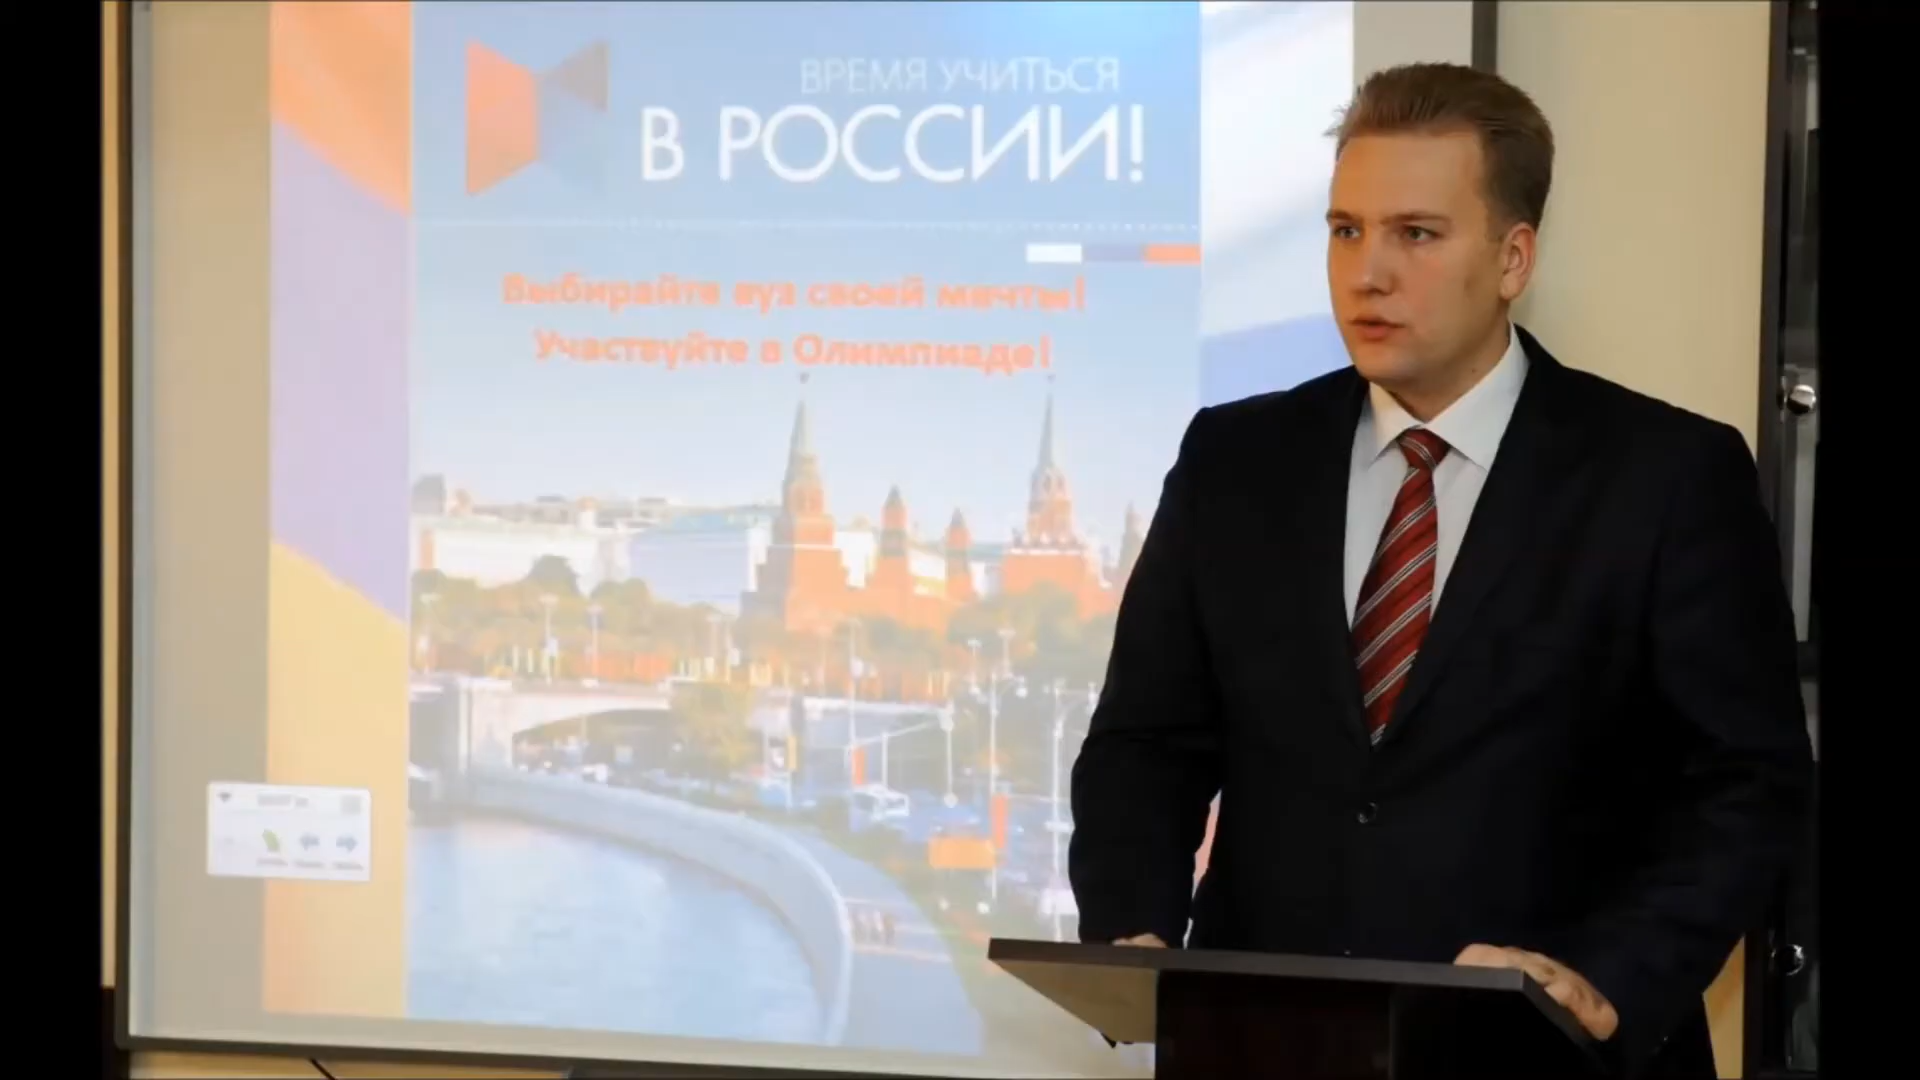 ВРЕМЯ УЧИТЬСЯ
В РОССИИ!
Выбирайте вуз своей мечты!
Участвуйте в Олимпиаде!